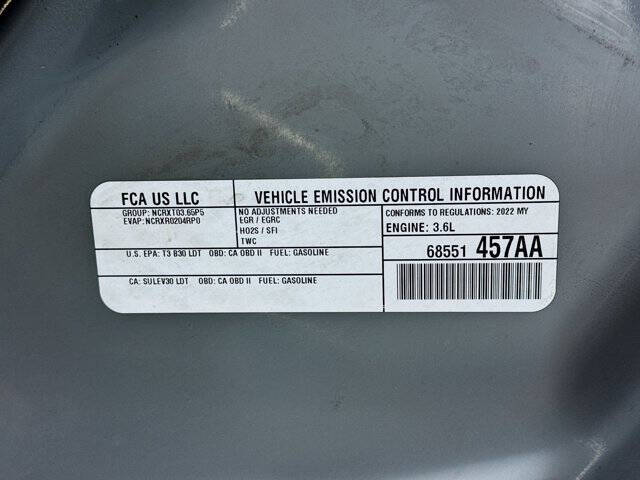 FCA US LLC
GROUP: NCRXT03.65P5
EVAP: NCRXR0204RP0
VEHICLE EMISSION CONTROL INFORMATION
NO ADJUSTMENTS NEEDED
EGR / EGRC
HO2S / SFI
TWC
CONFORMS TO REGULATIONS: 2022 MY
ENGINE: 3.6L
U.S. EPA: T3 B30 LDT OBD: CA OBD II FUEL: GASOLINE
68551 457AA
CA: SULEV30 LDT OBD: CA OBD II FUEL: GASOLINE